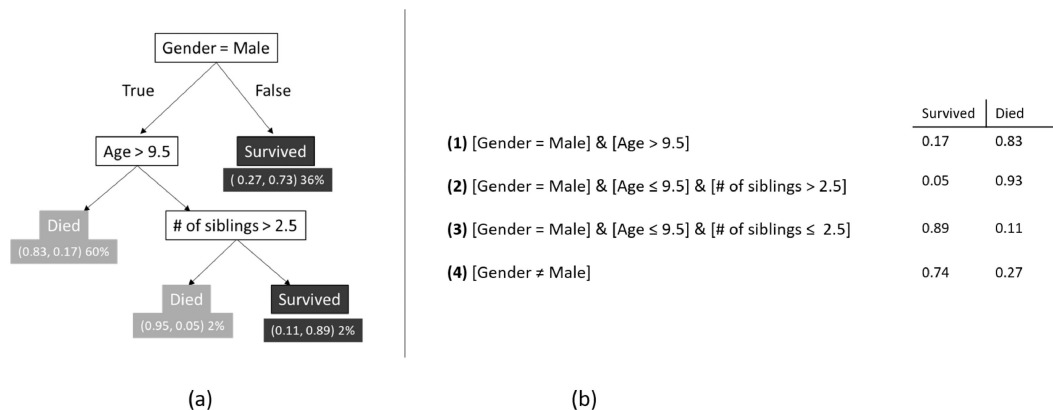 Gender = Male
True
False
Age > 9.5
Survived
( 0.27, 0.73) 36%
Died
(0.83, 0.17) 60%
# of siblings > 2.5
Died
(0.95, 0.05) 2%
Survived
(0.11, 0.89) 2%
(a)
Survived Died
(1) [Gender = Male] & [Age > 9.5] 0.17 0.83
(2) [Gender = Male] & [Age ≤ 9.5] & [# of siblings > 2.5] 0.05 0.93
(3) [Gender = Male] & [Age ≤ 9.5] & [# of siblings ≤ 2.5] 0.89 0.11
(4) [Gender ≠ Male] 0.74 0.27
(b)